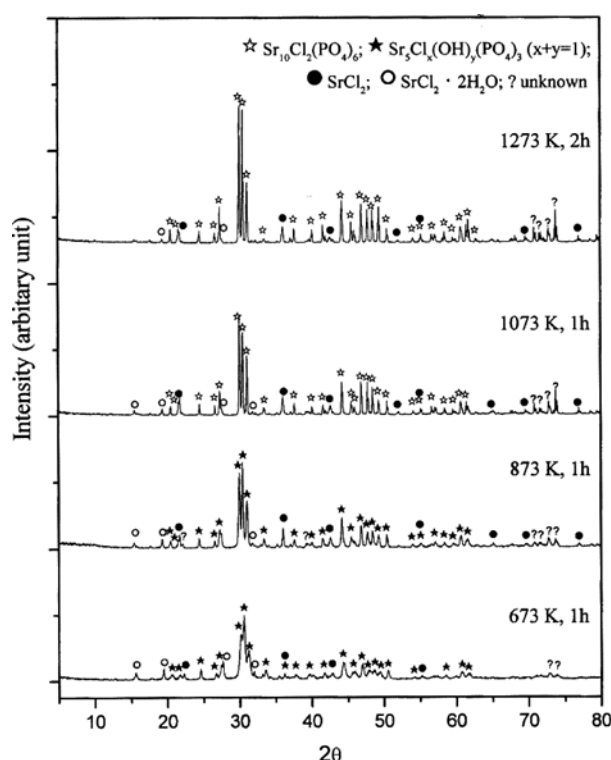 ☆ Sr₁₀Cl₂(PO₄)₆; ★ Sr₅Clₓ(OH)ᵧ(PO₄)₃ (x+y=1);
● SrCl₂; ○ SrCl₂ · 2H₂O; ? unknown
1273 K, 2h
? ? ? ?
1073 K, 1h
? ? ? ?
873 K, 1h
? ? ? ? ? ?
673 K, 1h
? ?
Intensity (arbitary unit)
10 20 30 40 50 60 70 80
2θ